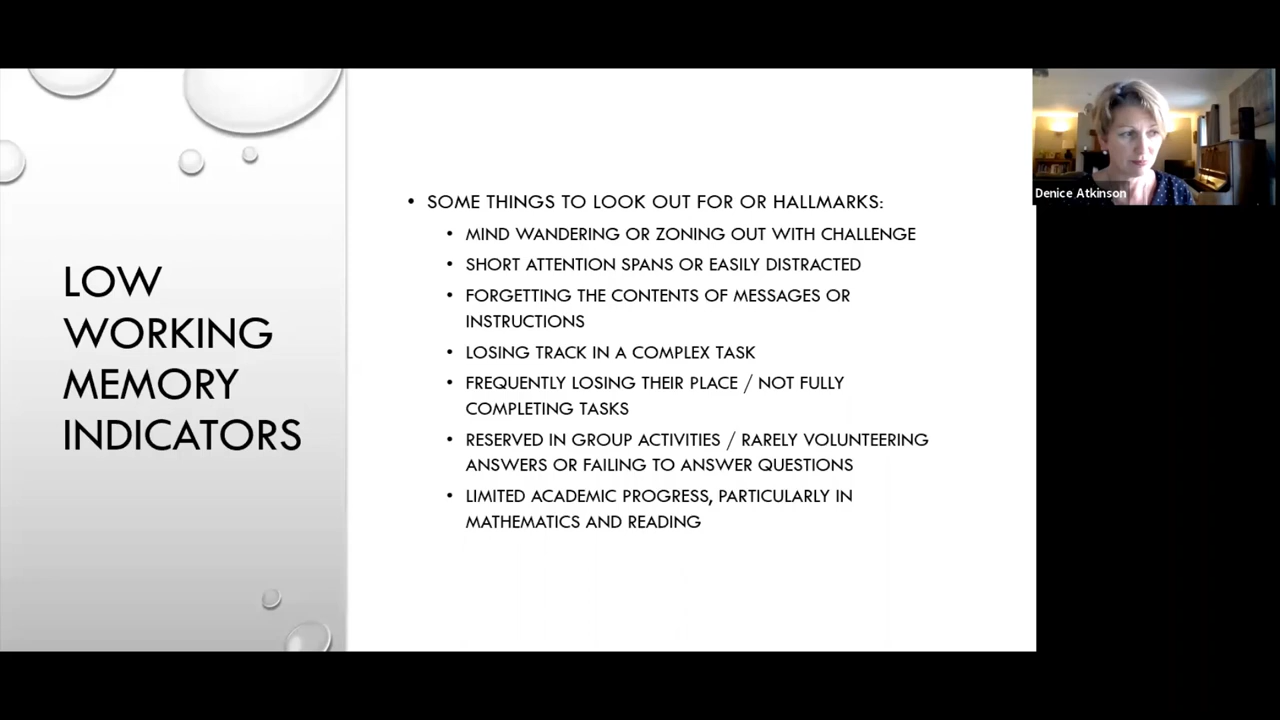 LOW
WORKING
MEMORY
INDICATORS
• SOME THINGS TO LOOK OUT FOR OR HALLMARKS:
• MIND WANDERING OR ZONING OUT WITH CHALLENGE
• SHORT ATTENTION SPANS OR EASILY DISTRACTED
• FORGETTING THE CONTENTS OF MESSAGES OR
INSTRUCTIONS
• LOSING TRACK IN A COMPLEX TASK
• FREQUENTLY LOSING THEIR PLACE / NOT FULLY
COMPLETING TASKS
• RESERVED IN GROUP ACTIVITIES / RARELY VOLUNTEERING
ANSWERS OR FAILING TO ANSWER QUESTIONS
• LIMITED ACADEMIC PROGRESS, PARTICULARLY IN
MATHEMATICS AND READING
Denice Atkinson